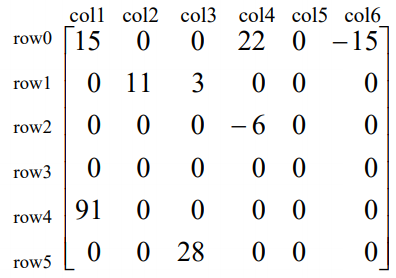 col1 col2 col3 col4 col5 col6
row0 15 0 0 22 0 −15
row1 0 11 3 0 0 0
row2 0 0 0 −6 0 0
row3 0 0 0 0 0 0
row4 91 0 0 0 0 0
row5 0 0 28 0 0 0